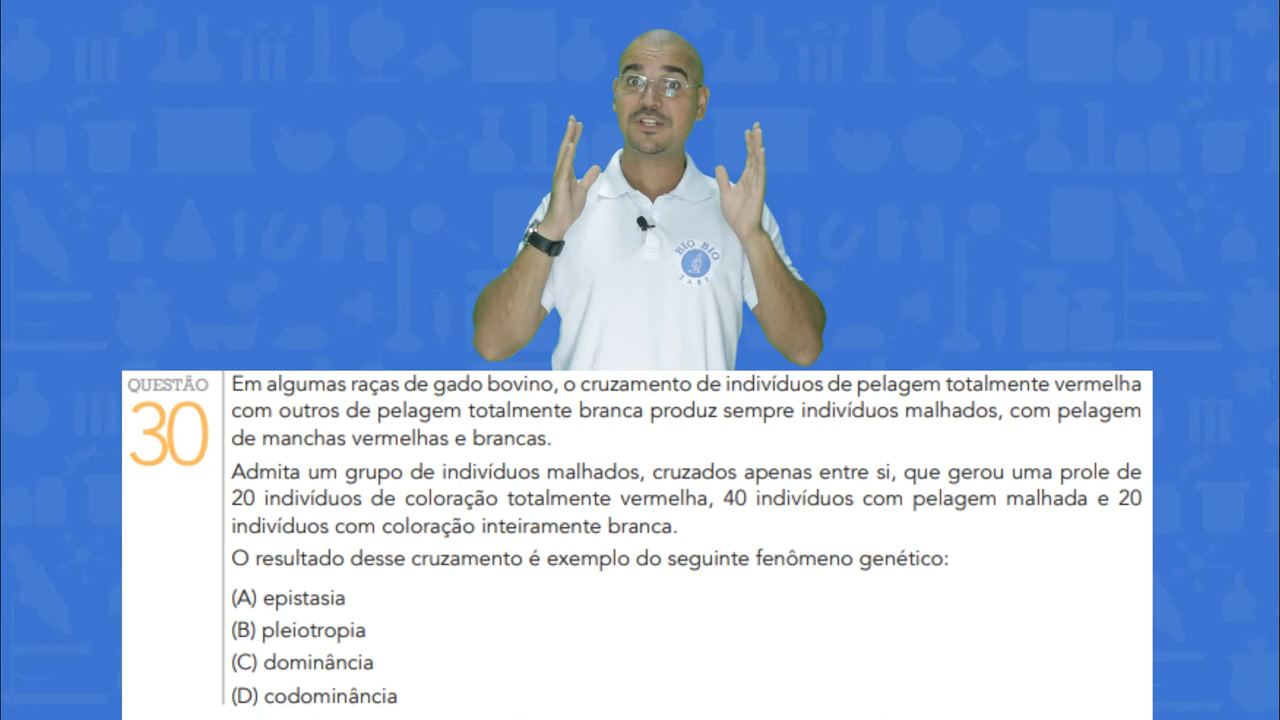 BIO BIO
SABE
QUESTÃO
30
Em algumas raças de gado bovino, o cruzamento de indivíduos de pelagem totalmente vermelha
com outros de pelagem totalmente branca produz sempre indivíduos malhados, com pelagem
de manchas vermelhas e brancas.
Admita um grupo de indivíduos malhados, cruzados apenas entre si, que gerou uma prole de
20 indivíduos de coloração totalmente vermelha, 40 indivíduos com pelagem malhada e 20
indivíduos com coloração inteiramente branca.
O resultado desse cruzamento é exemplo do seguinte fenômeno genético:
(A) epistasia
(B) pleiotropia
(C) dominância
(D) codominância